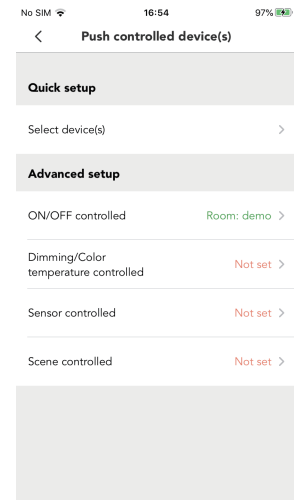 No SIM 16:54 97%
Push controlled device(s)
Quick setup
Select device(s)
Advanced setup
ON/OFF controlled Room: demo
Dimming/Color
temperature controlled Not set
Sensor controlled Not set
Scene controlled Not set